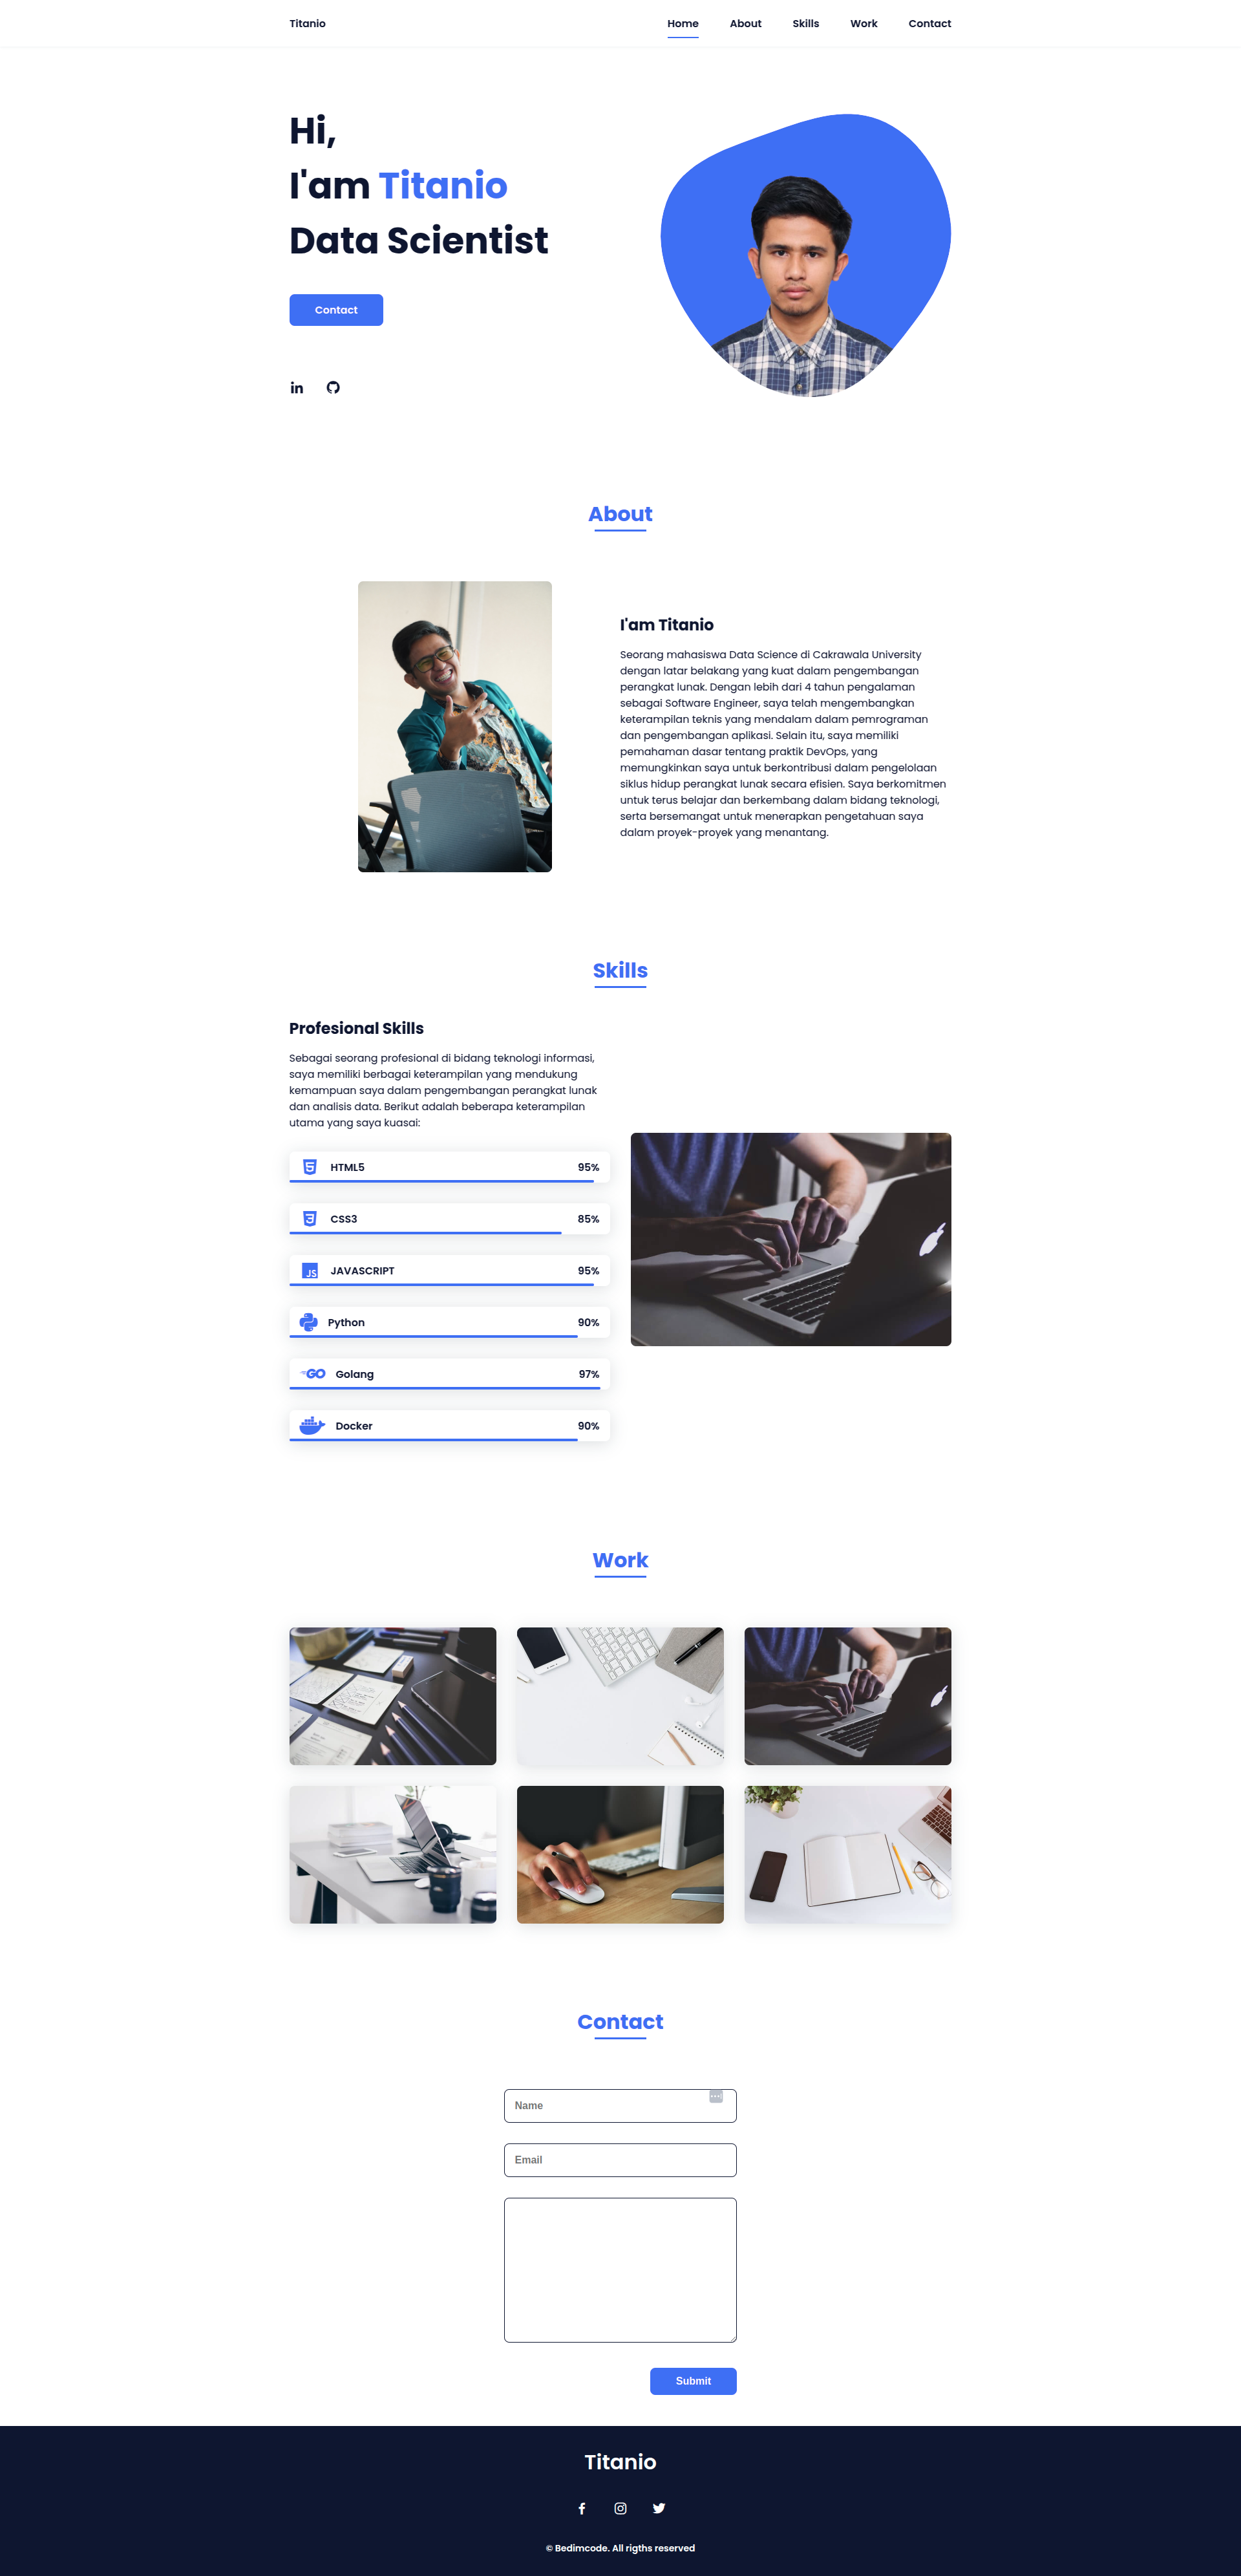 Titanio
Home
About
Skills
Work
Contact
Hi,
I'am Titanio
Data Scientist
Contact
in
About
I'am Titanio
Seorang mahasiswa Data Science di Cakrawala University
dengan latar belakang yang kuat dalam pengembangan
perangkat lunak. Dengan lebih dari 4 tahun pengalaman
sebagai Software Engineer, saya telah mengembangkan
keterampilan teknis yang mendalam dalam pemrograman
dan pengembangan aplikasi. Selain itu, saya memiliki
pemahaman dasar tentang praktik DevOps, yang
memungkinkan saya untuk berkontribusi dalam pengelolaan
siklus hidup perangkat lunak secara efisien. Saya berkomitmen
untuk terus belajar dan berkembang dalam bidang teknologi,
serta bersemangat untuk menerapkan pengetahuan saya
dalam proyek-proyek yang menantang.
Skills
Profesional Skills
Sebagai seorang profesional di bidang teknologi informasi,
saya memiliki berbagai keterampilan yang mendukung
kemampuan saya dalam pengembangan perangkat lunak
dan analisis data. Berikut adalah beberapa keterampilan
utama yang saya kuasai:
HTML5 95%
CSS3 85%
JS JAVASCRIPT 95%
Python 90%
GO Golang 97%
Docker 90%
Work
Contact
Name
Email
Submit
Titanio
© Bedimcode. All rigths reserved